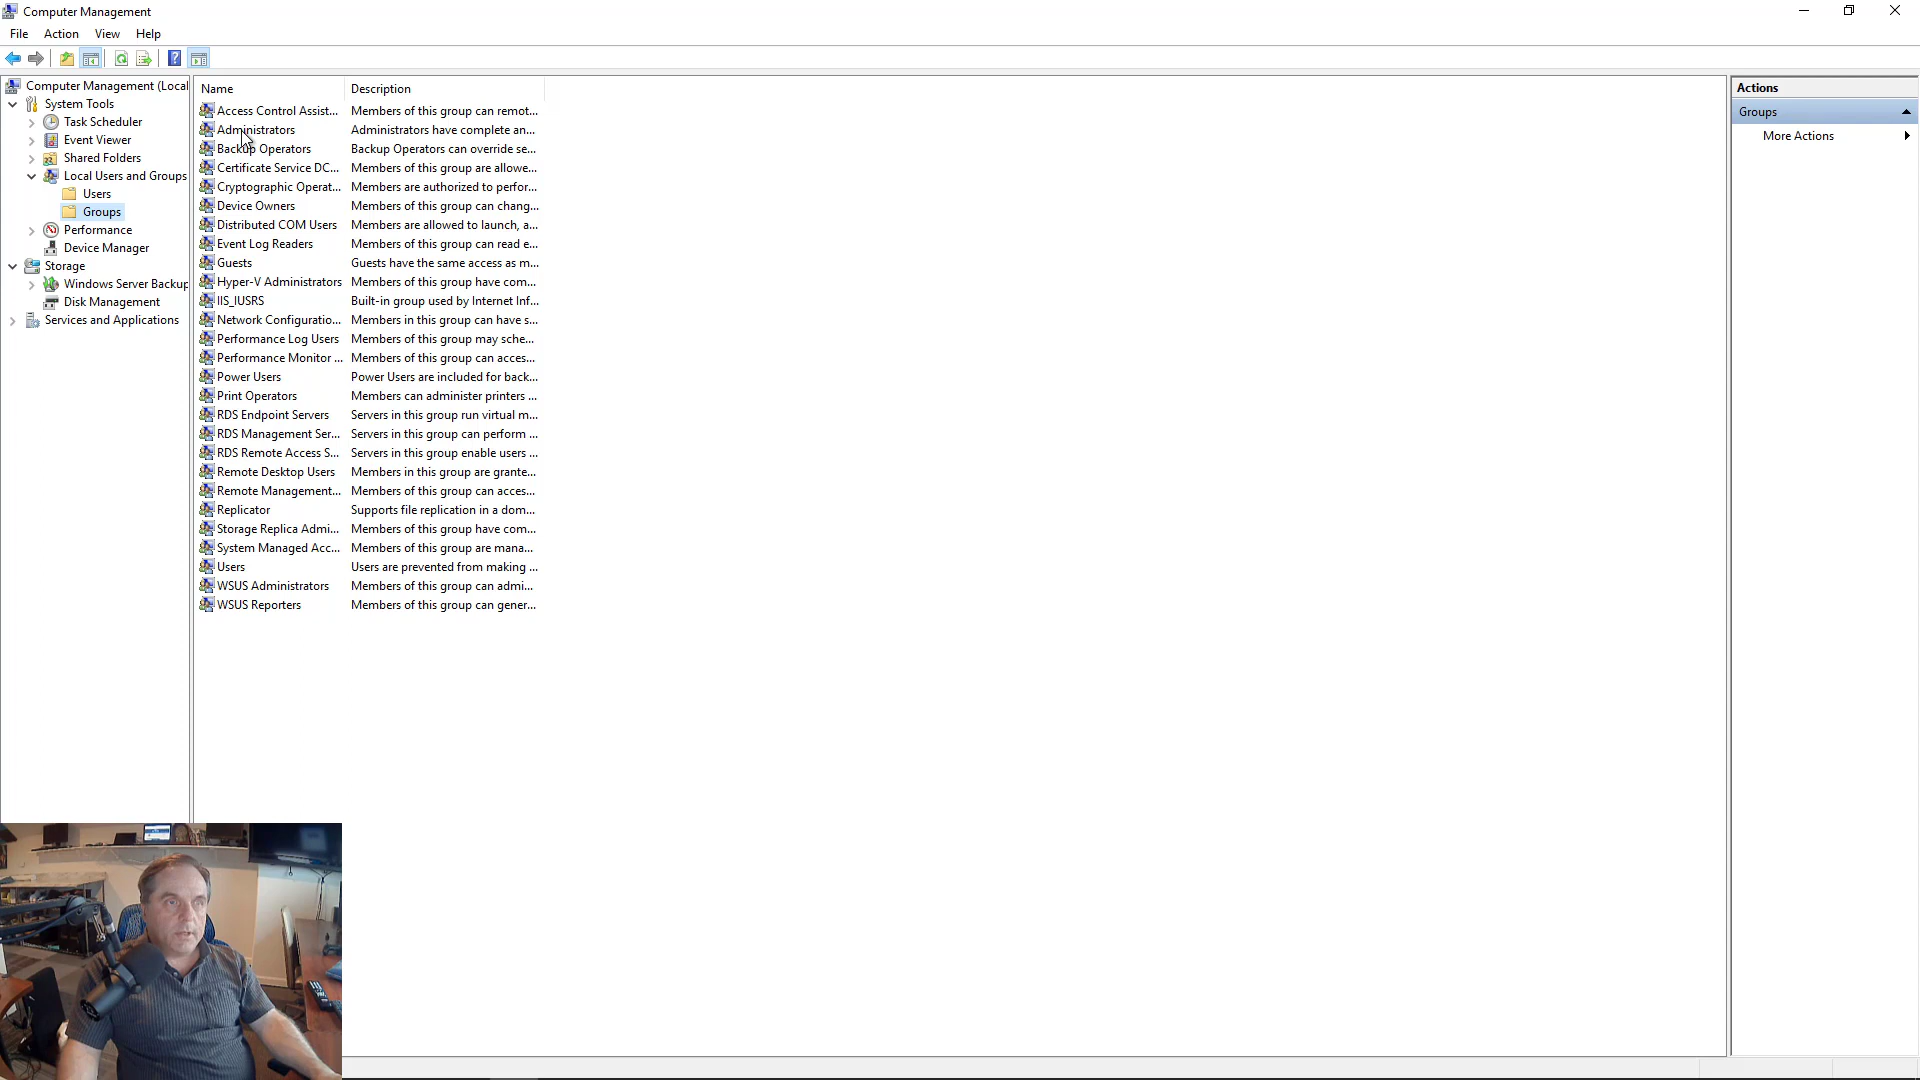 Computer Management
File Action View Help
Computer Management (Local
System Tools
Task Scheduler
Event Viewer
Shared Folders
Local Users and Groups
Users
Groups
Performance
Device Manager
Storage
Windows Server Backup
Disk Management
Services and Applications
Name Description
Access Control Assist... Members of this group can remot...
Administrators Administrators have complete an...
Backup Operators Backup Operators can override se...
Certificate Service DC... Members of this group are allowe...
Cryptographic Operat... Members are authorized to perfor...
Device Owners Members of this group can chang...
Distributed COM Users Members are allowed to launch, a...
Event Log Readers Members of this group can read e...
Guests Guests have the same access as m...
Hyper-V Administrators Members of this group have com...
IIS_IUSRS Built-in group used by Internet Inf...
Network Configuratio... Members in this group can have s...
Performance Log Users Members of this group may sche...
Performance Monitor ... Members of this group can acces...
Power Users Power Users are included for back...
Print Operators Members can administer printers ...
RDS Endpoint Servers Servers in this group run virtual m...
RDS Management Ser... Servers in this group can perform ...
RDS Remote Access S... Servers in this group enable users ...
Remote Desktop Users Members in this group are grante...
Remote Management... Members of this group can acces...
Replicator Supports file replication in a dom...
Storage Replica Admi... Members of this group have com...
System Managed Acc... Members of this group are mana...
Users Users are prevented from making ...
WSUS Administrators Members of this group can admi...
WSUS Reporters Members of this group can gener...
Actions
Groups
More Actions